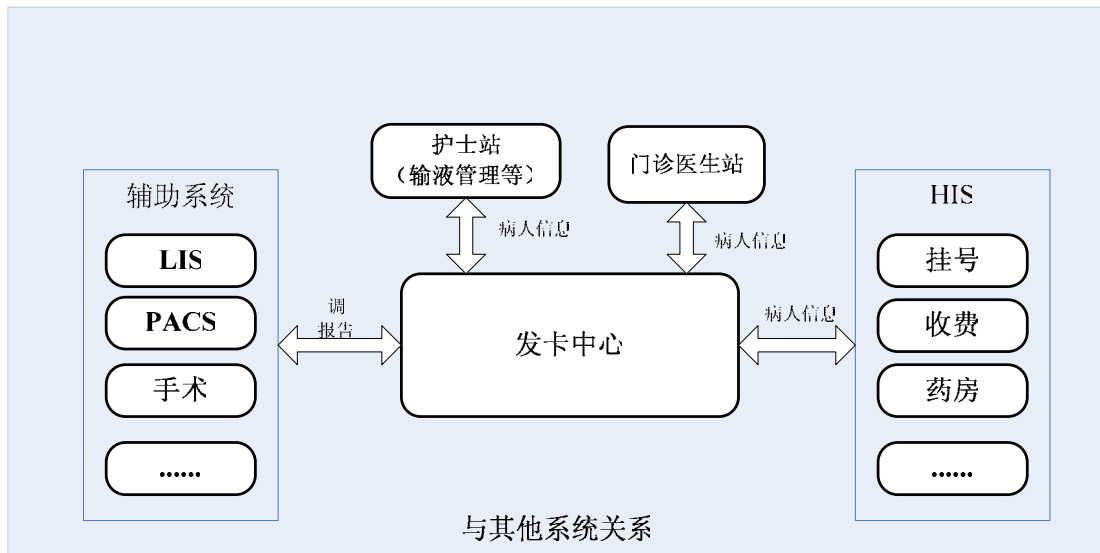 护士站
（输液管理等）
门诊医生站
辅助系统
LIS
PACS
手术
......
病人信息
病人信息
调
报告
发卡中心
病人信息
HIS
挂号
收费
药房
......
与其他系统关系